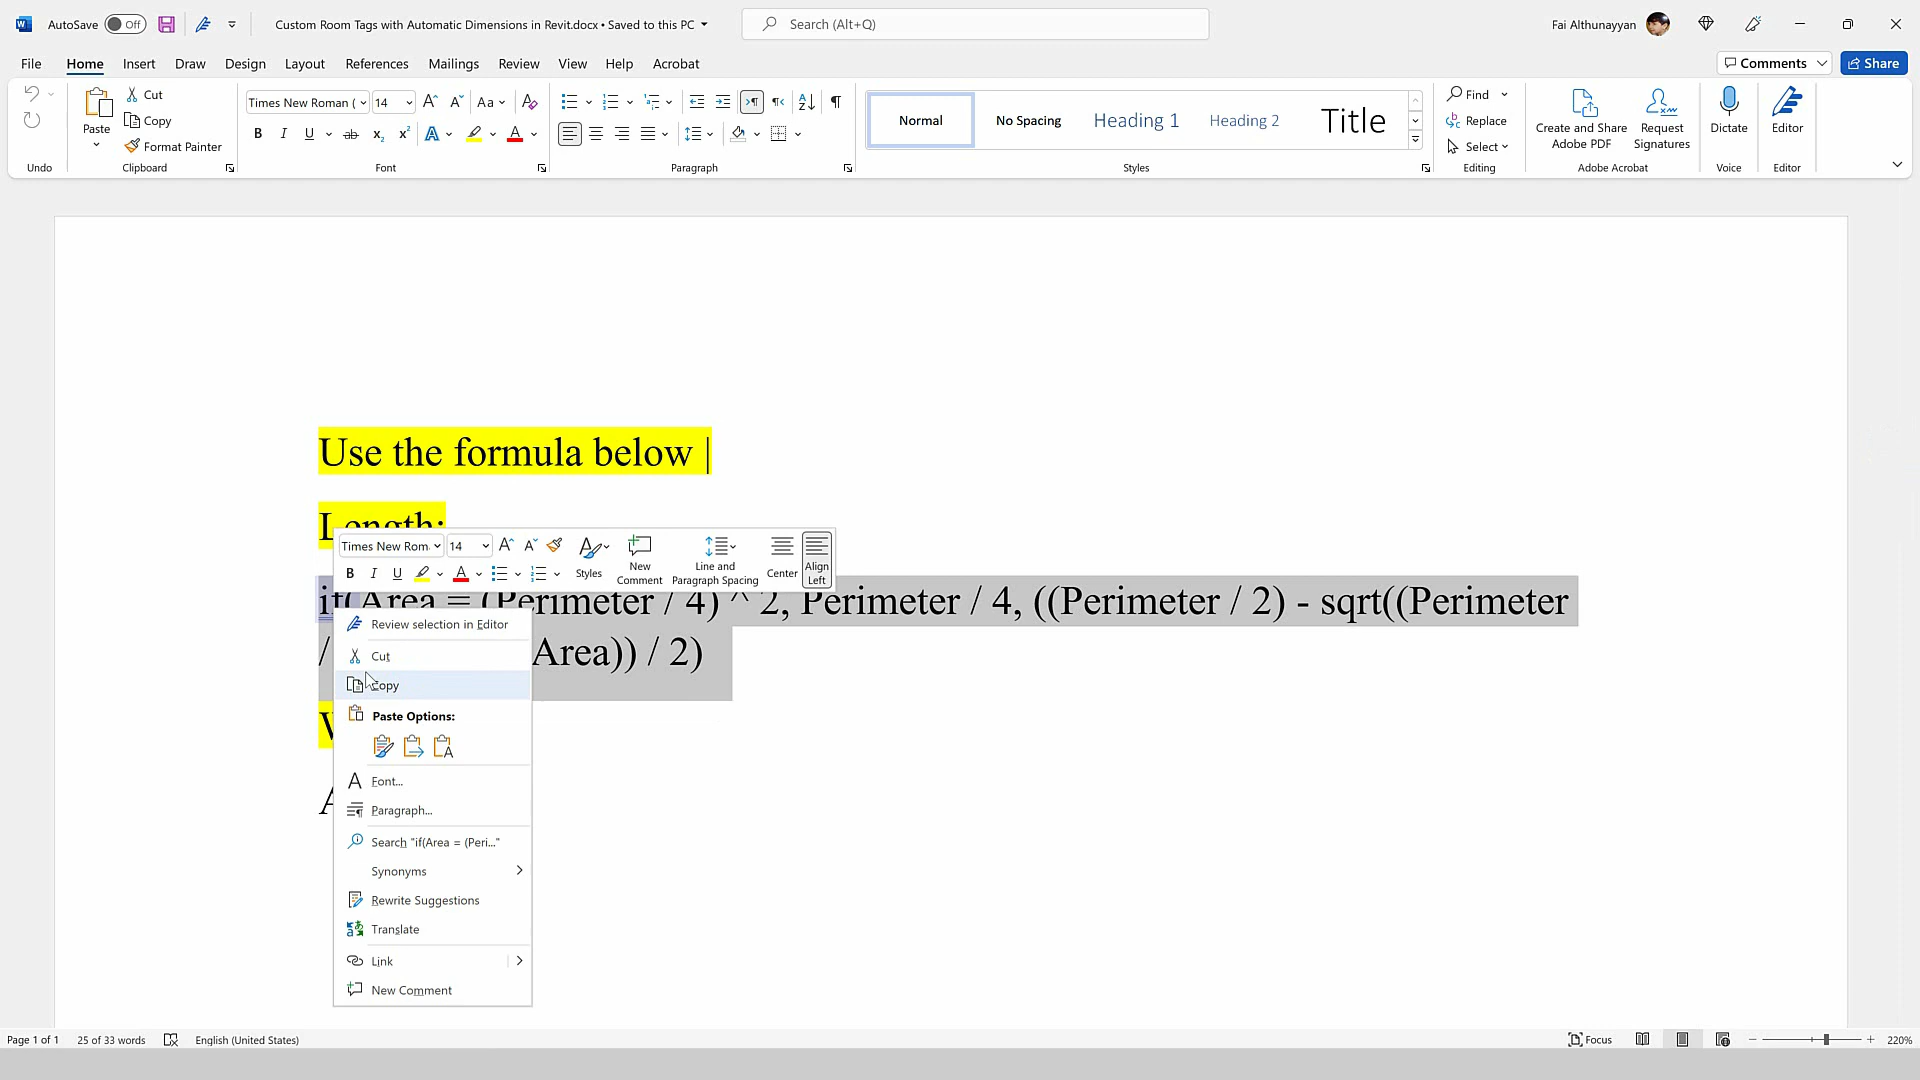 AutoSave Off
Custom Room Tags with Automatic Dimensions in Revit.docx • Saved to this PC
Search (Alt+Q)
Fai Althunayyan
File Home Insert Draw Design Layout References Mailings Review View Help Acrobat
Comments Share
Paste
Cut
Copy
Format Painter
Times New Roman ( 14
Normal
No Spacing
Heading 1
Heading 2
Title
Find
Replace
Select
Create and Share Adobe PDF
Request Signatures
Dictate
Editor
Undo Clipboard Font Paragraph Styles Editing Adobe Acrobat Voice Editor
Use the formula below |
Length:
Times New Rom. 14
Styles
New Comment
Line and Paragraph Spacing
Center
Align Left
if(Area = (Perimeter / 4) ^ 2, Perimeter / 4, ((Perimeter / 2) - sqrt((Perimeter
/ Area)) / 2)
Review selection in Editor
Cut
Copy
Paste Options:
Font...
Paragraph...
Search "if(Area = (Peri..."
Synonyms
Rewrite Suggestions
Translate
Link
New Comment
Page 1 of 1 25 of 33 words English (United States)
Focus
220%